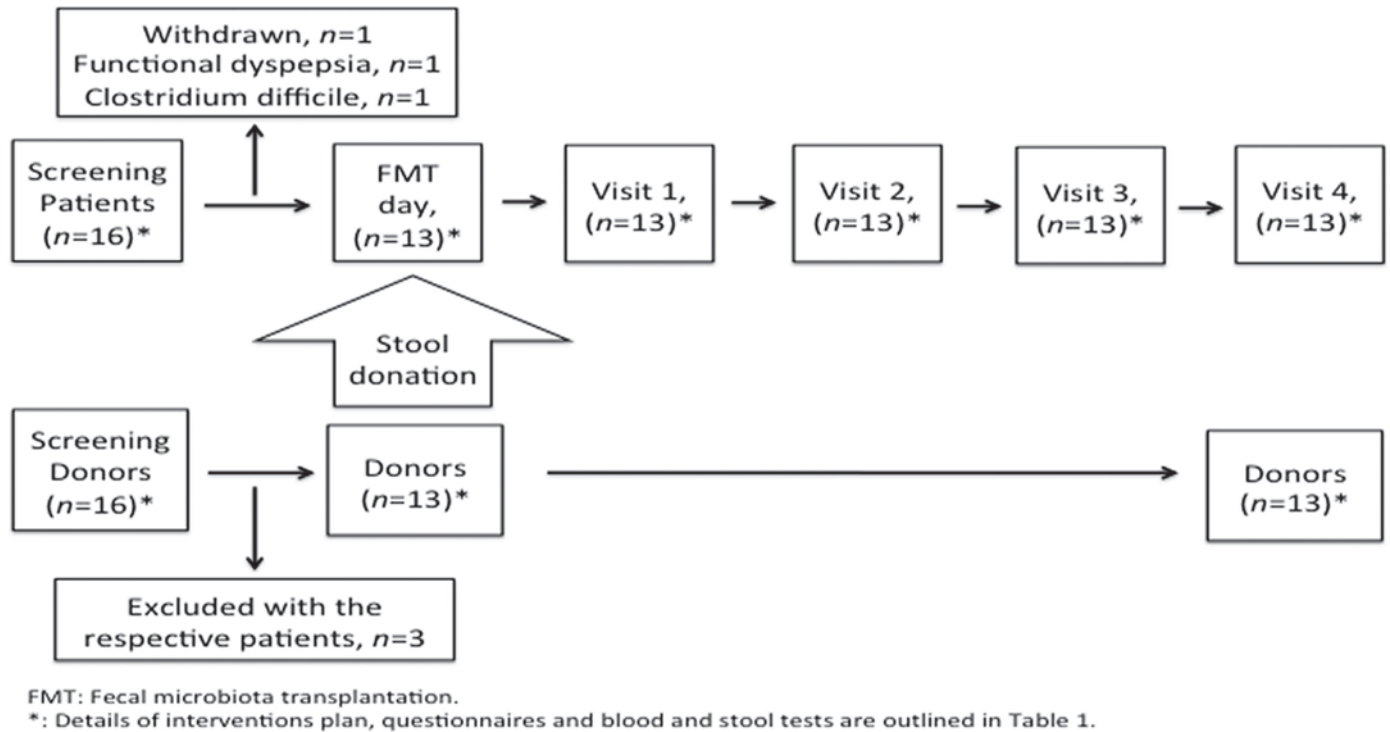 Withdrawn, n=1
Functional dyspepsia, n=1
Clostridium difficile, n=1
Screening
Patients
(n=16)*
FMT
day,
(n=13)*
Visit 1,
(n=13)*
Visit 2,
(n=13)*
Visit 3,
(n=13)*
Visit 4,
(n=13)*
Stool
donation
Screening
Donors
(n=16)*
Donors
(n=13)*
Donors
(n=13)*
Excluded with the
respective patients, n=3
FMT: Fecal microbiota transplantation.
*: Details of interventions plan, questionnaires and blood and stool tests are outlined in Table 1.